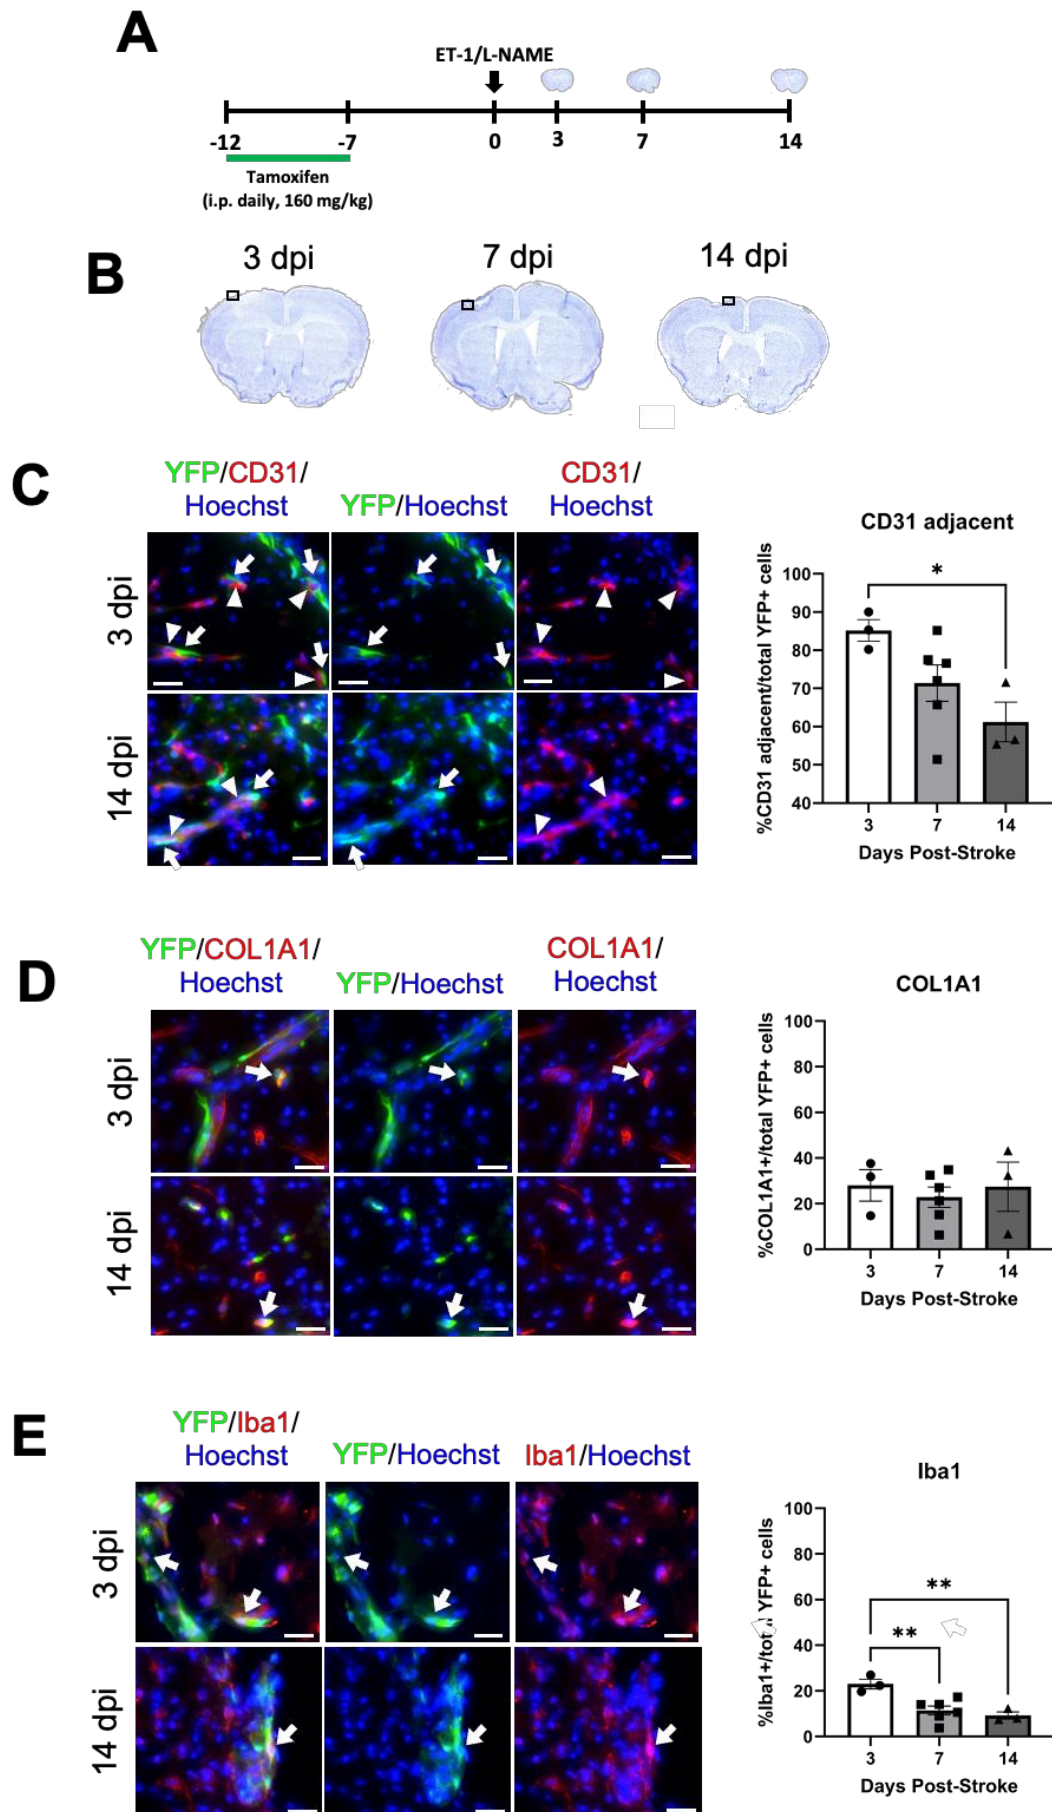 A
ET-1/L-NAME
-12
-7
0
3
7
14
Tamoxifen
(i.p. daily, 160 mg/kg)
B
3 dpi
7 dpi
14 dpi
C
YFP/CD31/
Hoechst
YFP/Hoechst
CD31/
Hoechst
3 dpi
14 dpi
CD31 adjacent
%CD31 adjacent/total YFP+ cells
100
90
80
70
60
50
40
*
3
7
14
Days Post-Stroke
D
YFP/COL1A1/
Hoechst
YFP/Hoechst
COL1A1/
Hoechst
3 dpi
14 dpi
COL1A1
%COL1A1+/total YFP+ cells
100
80
60
40
20
0
3
7
14
Days Post-Stroke
E
YFP/Iba1/
Hoechst
YFP/Hoechst
Iba1/Hoechst
3 dpi
14 dpi
Iba1
%Iba1+/total YFP+ cells
100
80
60
40
20
0
**
**
3
7
14
Days Post-Stroke